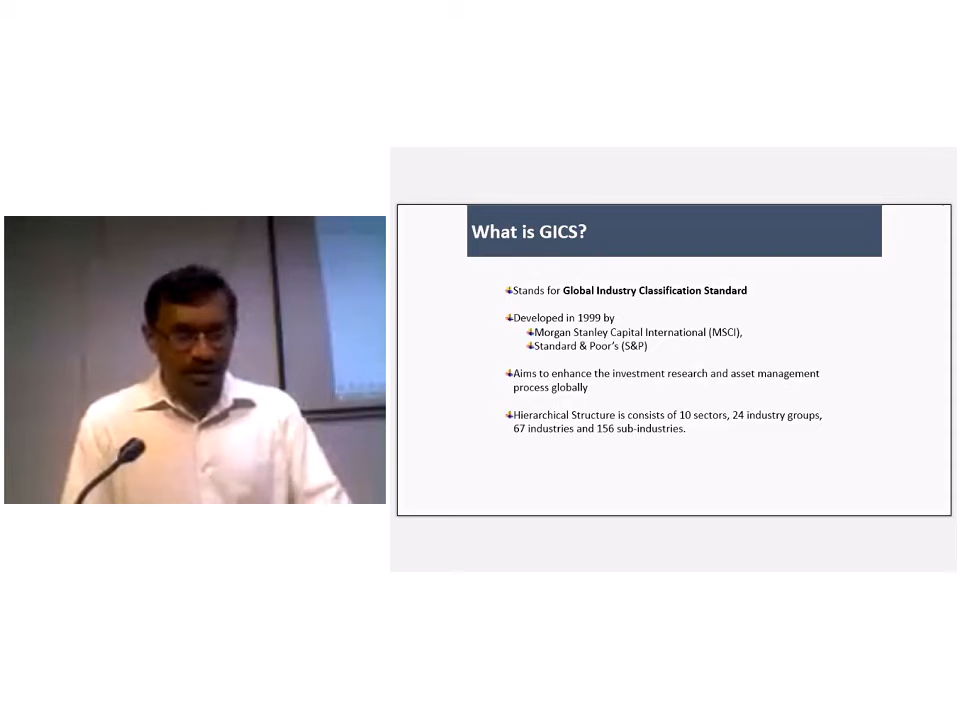 What is GICS?
Stands for Global Industry Classification Standard
Developed in 1999 by
Morgan Stanley Capital International (MSCI),
Standard & Poor's (S&P)
Aims to enhance the investment research and asset management
process globally
Hierarchical Structure is consists of 10 sectors, 24 industry groups,
67 industries and 156 sub-industries.